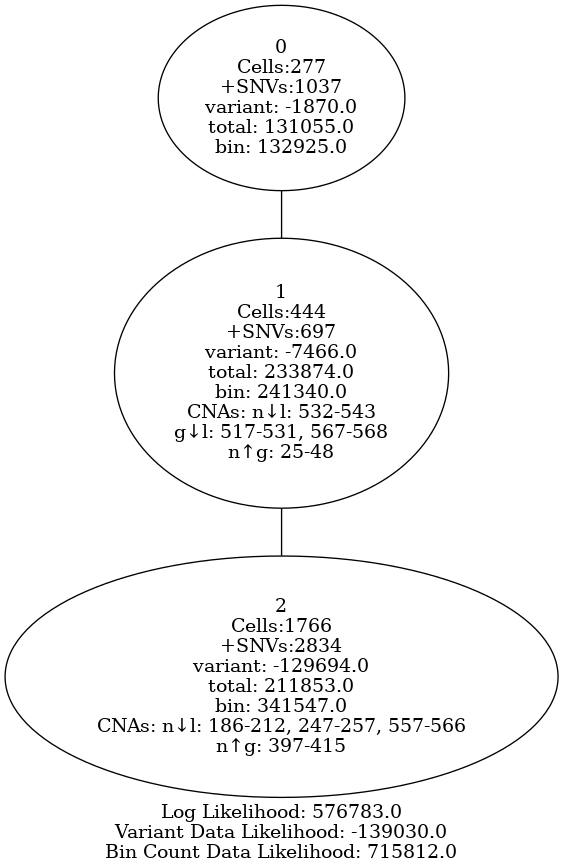 0
Cells:277
+SNVs:1037
variant: -1870.0
total: 131055.0
bin: 132925.0
1
Cells:444
+SNVs:697
variant: -7466.0
total: 233874.0
bin: 241340.0
CNAs: n↓l: 532-543
g↓l: 517-531, 567-568
n↑g: 25-48
2
Cells:1766
+SNVs:2834
variant: -129694.0
total: 211853.0
bin: 341547.0
CNAs: n↓l: 186-212, 247-257, 557-566
n↑g: 397-415
Log Likelihood: 576783.0
Variant Data Likelihood: -139030.0
Bin Count Data Likelihood: 715812.0